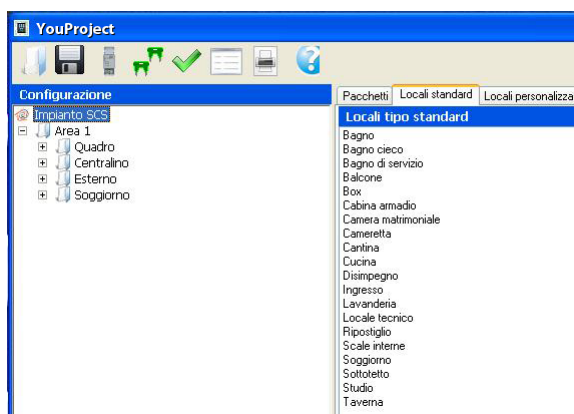 YouProject
Configurazione
Impianto SCS
Area 1
Quadro
Centralino
Esterno
Soggiorno
Pacchetti Locali standard Locali personalizza
Locali tipo standard
Bagno
Bagno cieco
Bagno di servizio
Balcone
Box
Cabina armadio
Camera matrimoniale
Cameretta
Cantina
Cucina
Disimpegno
Ingresso
Lavanderia
Locale tecnico
Ripostiglio
Scale interne
Soggiorno
Sottotetto
Studio
Taverna